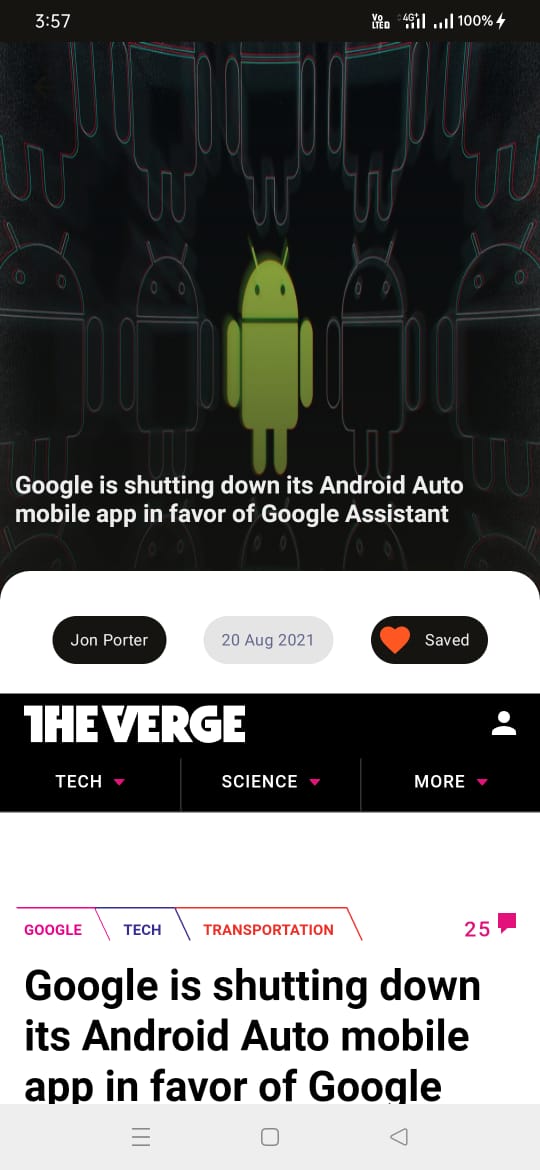 3:57
Vo LTED 4G+ 100%
Google is shutting down its Android Auto
mobile app in favor of Google Assistant
Jon Porter
20 Aug 2021
Saved
THE VERGE
TECH
SCIENCE
MORE
GOOGLE
TECH
TRANSPORTATION
25
Google is shutting down
its Android Auto mobile
app in favor of Google